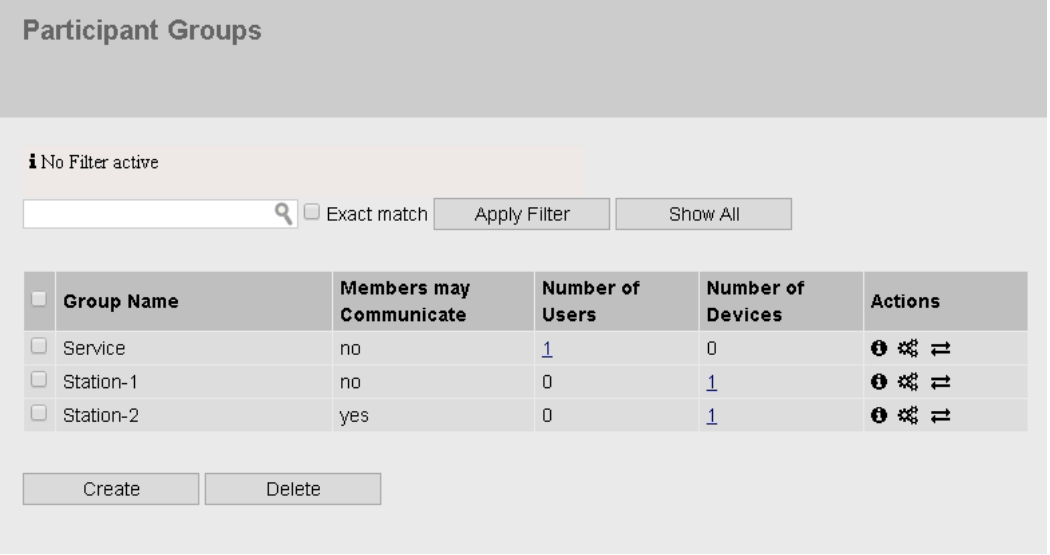 Participant Groups
i No Filter active
Exact match Apply Filter Show All
Group Name Members may Communicate Number of Users Number of Devices Actions
Service no 1 0
Station-1 no 0 1
Station-2 yes 0 1
Create Delete